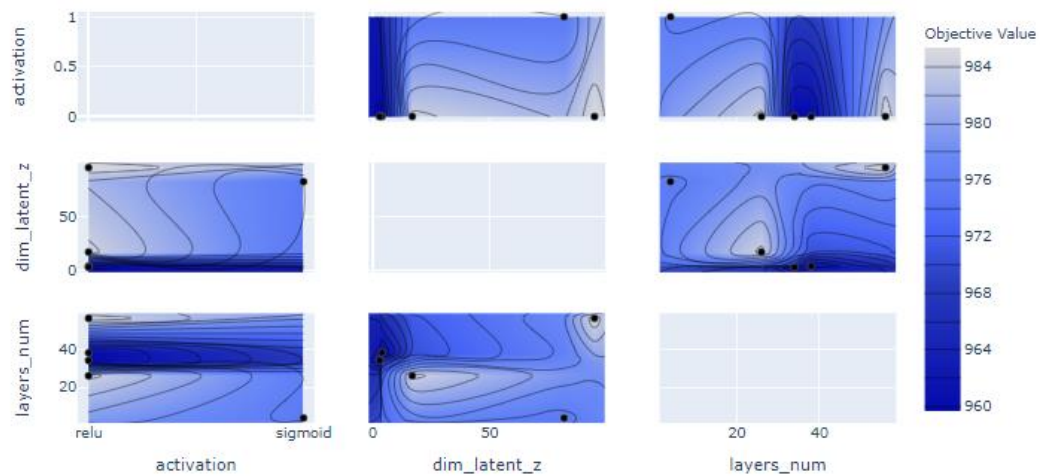 Objective Value
activation
1
0.5
0
984
980
976
972
968
964
960
dim_latent_z
50
0
layers_num
40
20
relu
sigmoid
0
50
20
40
activation
dim_latent_z
layers_num